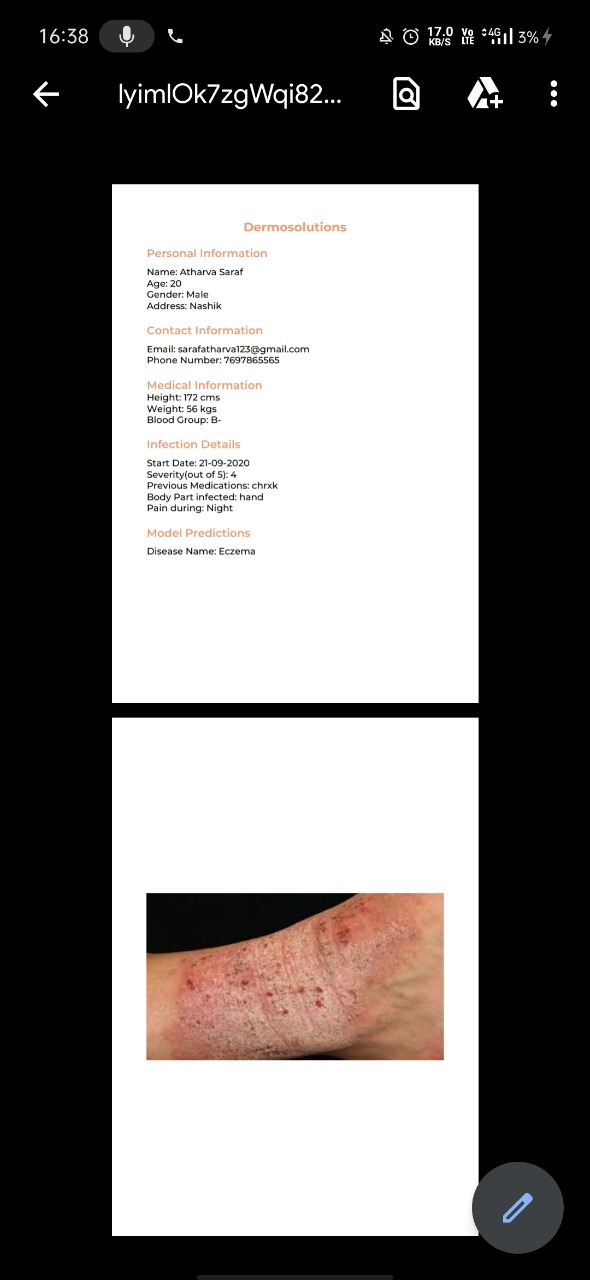 16:38
17.0
KB/S
Vo
LTE
4G
3%
lyimlOk7zgWqi82...
Dermosolutions
Personal Information
Name: Atharva Saraf
Age: 20
Gender: Male
Address: Nashik
Contact Information
Email: sarafatharva123@gmail.com
Phone Number: 7697865565
Medical Information
Height: 172 cms
Weight: 56 kgs
Blood Group: B-
Infection Details
Start Date: 21-09-2020
Severity(out of 5): 4
Previous Medications: chrxk
Body Part infected: hand
Pain during: Night
Model Predictions
Disease Name: Eczema